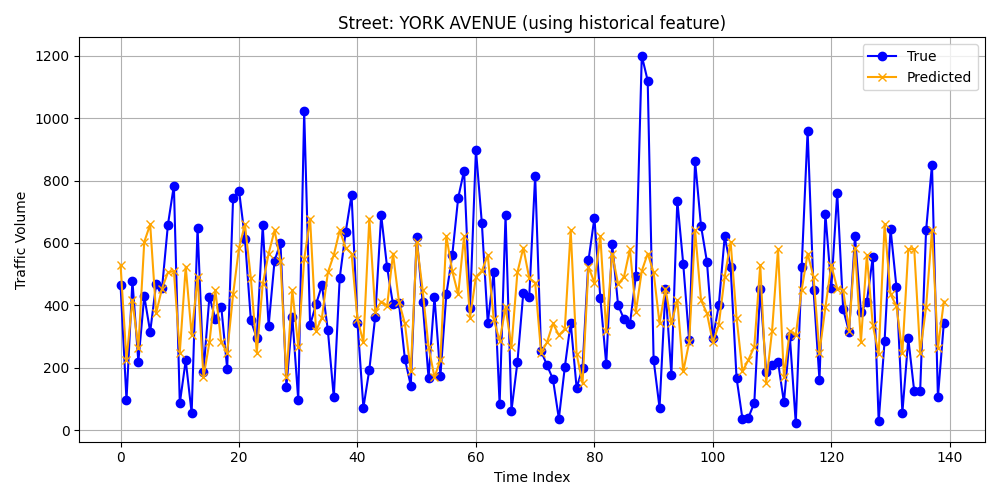 Street: YORK AVENUE (using historical feature)
True
Predicted
Traffic Volume
1200
1000
800
600
400
200
0
0 20 40 60 80 100 120 140
Time Index